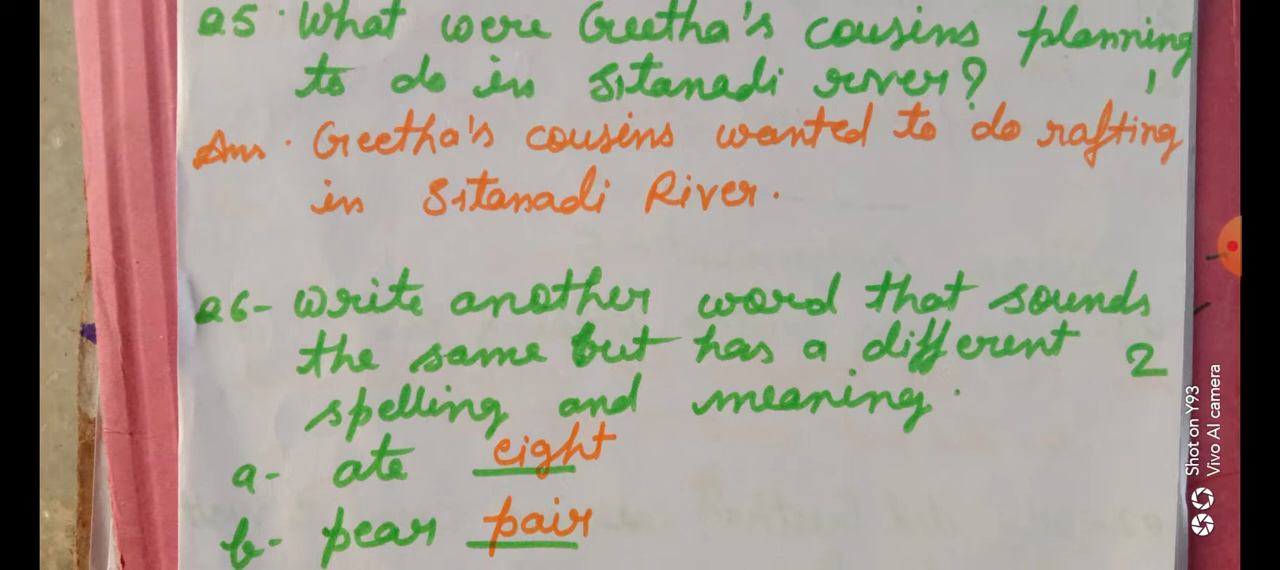 Q5. What were Geetha's cousins planning
to do in Sitanadi river? 1
Ans. Geetha's cousins wanted to do rafting
in Sitanadi River.
Q6- Write another word that sounds
the same but has a different 2
spelling and meaning.
a- ate eight
b- pear pair
Shot on Y93
Vivo AI camera